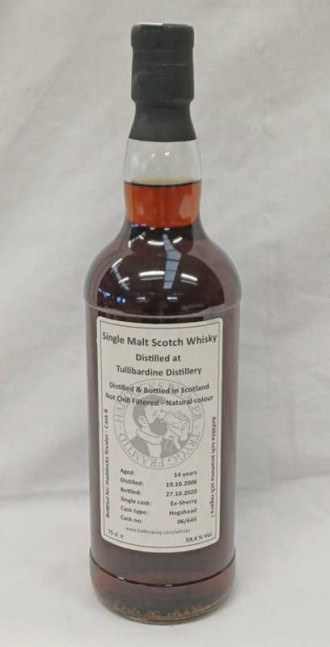 Single Malt Scotch Whisky
Distilled at
Tullibardine Distillery
Distilled & Bottled in Scotland
Not Chill Filtered - Natural colour
Aged: 14 years
Distilled: 19.10.2006
Bottled: 27.10.2020
Single cask: Ex-Sherry
Cask type: Hogshead
Cask no: 06/645
70 cl e 59,4 % Vol